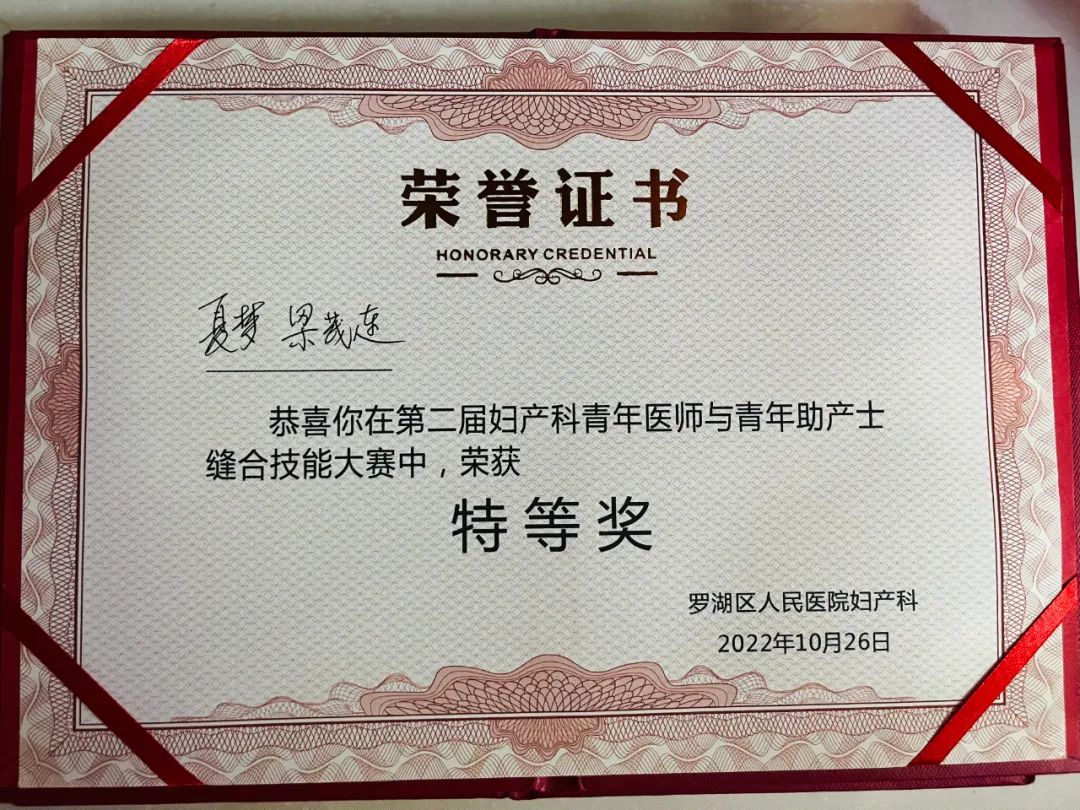 荣誉证书
HONORARY CREDENTIAL
夏梦 梁茂连
恭喜你在第二届妇产科青年医师与青年助产士
缝合技能大赛中，荣获
特等奖
罗湖区人民医院妇产科
2022年10月26日